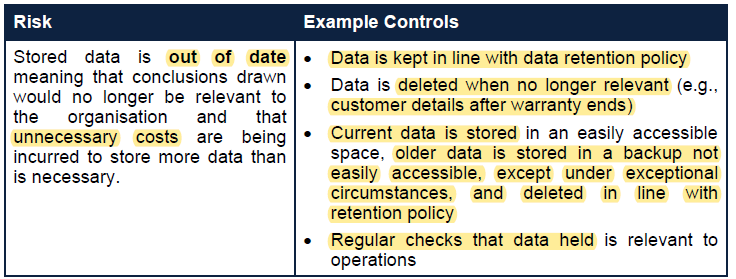 Risk
Example Controls
Stored data is out of date
meaning that conclusions drawn
would no longer be relevant to
the organisation and that
unnecessary costs are being
incurred to store more data than
is necessary.
• Data is kept in line with data retention policy
• Data is deleted when no longer relevant (e.g.,
customer details after warranty ends)
• Current data is stored in an easily accessible
space, older data is stored in a backup not
easily accessible, except under exceptional
circumstances, and deleted in line with
retention policy
• Regular checks that data held is relevant to
operations